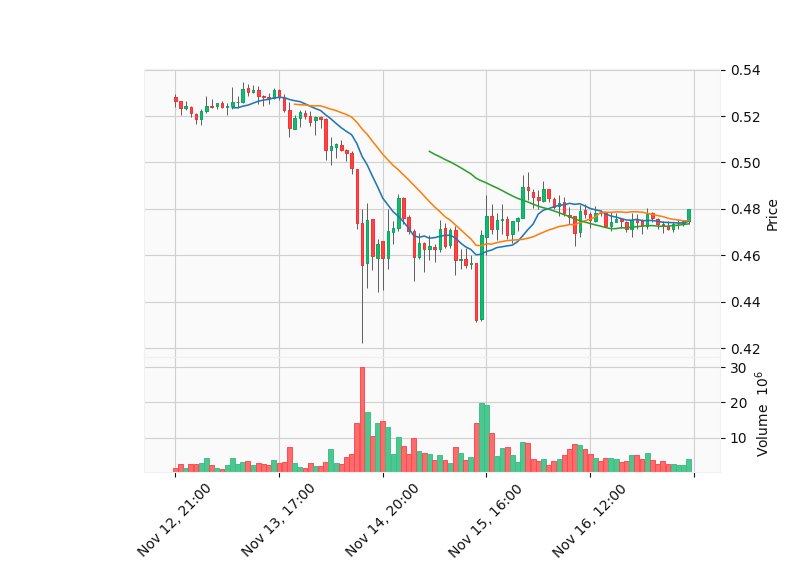 0.54
0.52
0.50
0.48
0.46
0.44
0.42
Price
30
20
10
Volume 10^6
Nov 12, 21:00
Nov 13, 17:00
Nov 14, 20:00
Nov 15, 16:00
Nov 16, 12:00